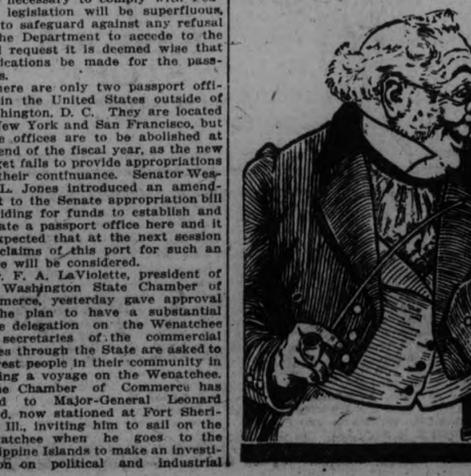 necessary to comply with
legislation will be superfluous,
to safeguard against any refusal
he Department to accede to the
l request it is deemed wise that
ications be made for the pass-
s.
here are only two passport offi-
in the United States outside of
hington, D. C. They are located
New York and San Francisco, but
e offices are to be abolished at
end of the fiscal year, as the new
get fails to provide appropriations
their continuance. Senator Wes-
L. Jones introduced an amend-
t to the Senate appropriation bill
iding for funds to establish and
ate a passport office here and it
xpected that at the next session
claims of this port for such an
e will be considered.
. F. A. LaViolette, president of
Washington State Chamber of
merce, yesterday gave approval
he plan to have a substantial
e delegation on the Wenatchee
secretaries of the commercial
es through the State are asked to
rest people in their community in
ing a voyage on the Wenatchee.
e Chamber of Commerce has
d to Major-General Leonard
d, now stationed at Fort Sheri-
Ill., inviting him to sail on the
atchee when he goes to the
ippine Islands to make an investi-
on on political and industrial